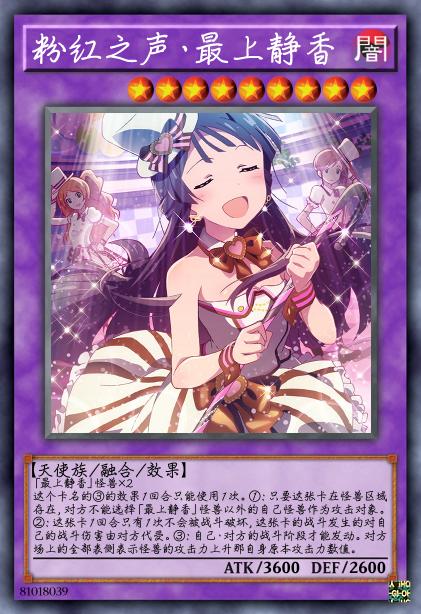 粉红之声·最上静香 闇
【天使族/融合/效果】
「最上静香」怪兽×2
这个卡名的③的效果1回合只能使用1次。①:只要这张卡在怪兽区域
存在,对方不能选择「最上静香」怪兽以外的自己怪兽作为攻击对象。
②:这张卡1回合只有1次不会被战斗破坏,这张卡的战斗发生的对自
己的战斗伤害由对方代受。③:自己·对方的战斗阶段才能发动。对方
场上的全部表侧表示怪兽的攻击力上升那自身原本攻击力数值。
ATK/3600 DEF/2600
81018039